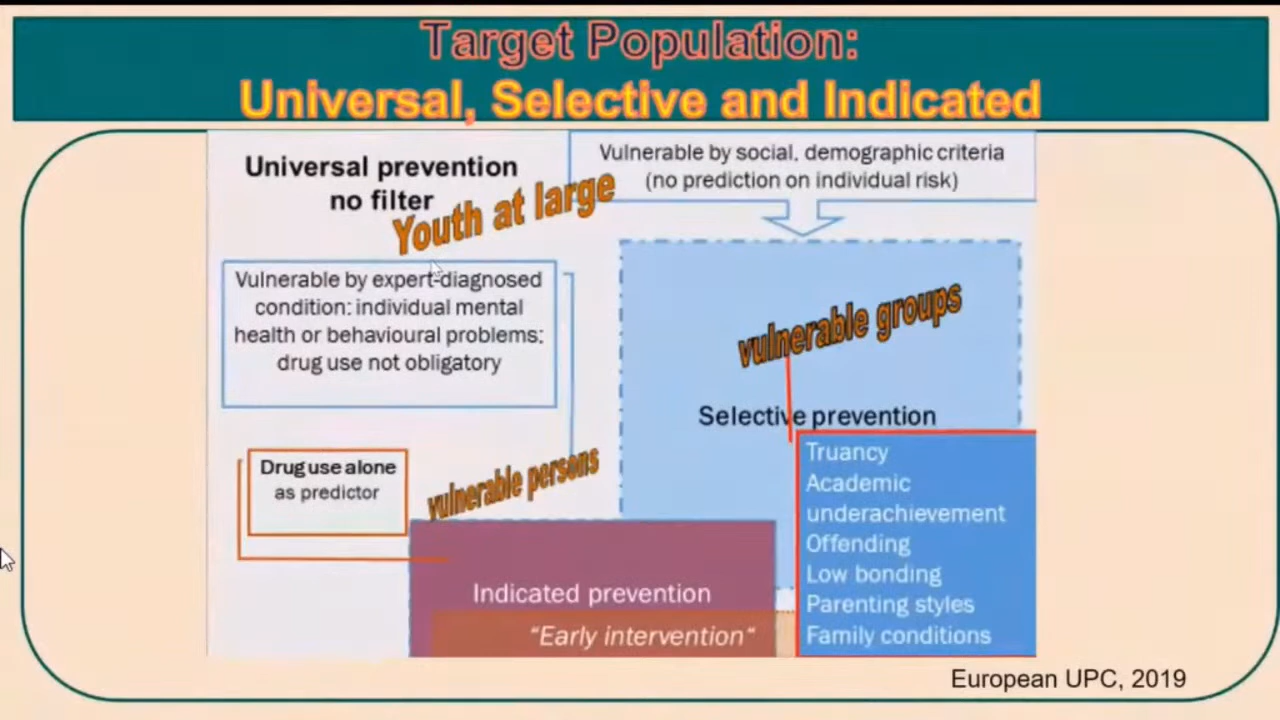 Target Population:
Universal, Selective and Indicated
Universal prevention
no filter
Youth at large
Vulnerable by social, demographic criteria
(no prediction on individual risk)
Vulnerable by expert-diagnosed
condition: individual mental
health or behavioural problems;
drug use not obligatory
vulnerable groups
Selective prevention
Drug use alone
as predictor
vulnerable persons
Truancy
Academic
underachievement
Offending
Low bonding
Parenting styles
Family conditions
Indicated prevention
"Early intervention"
European UPC, 2019